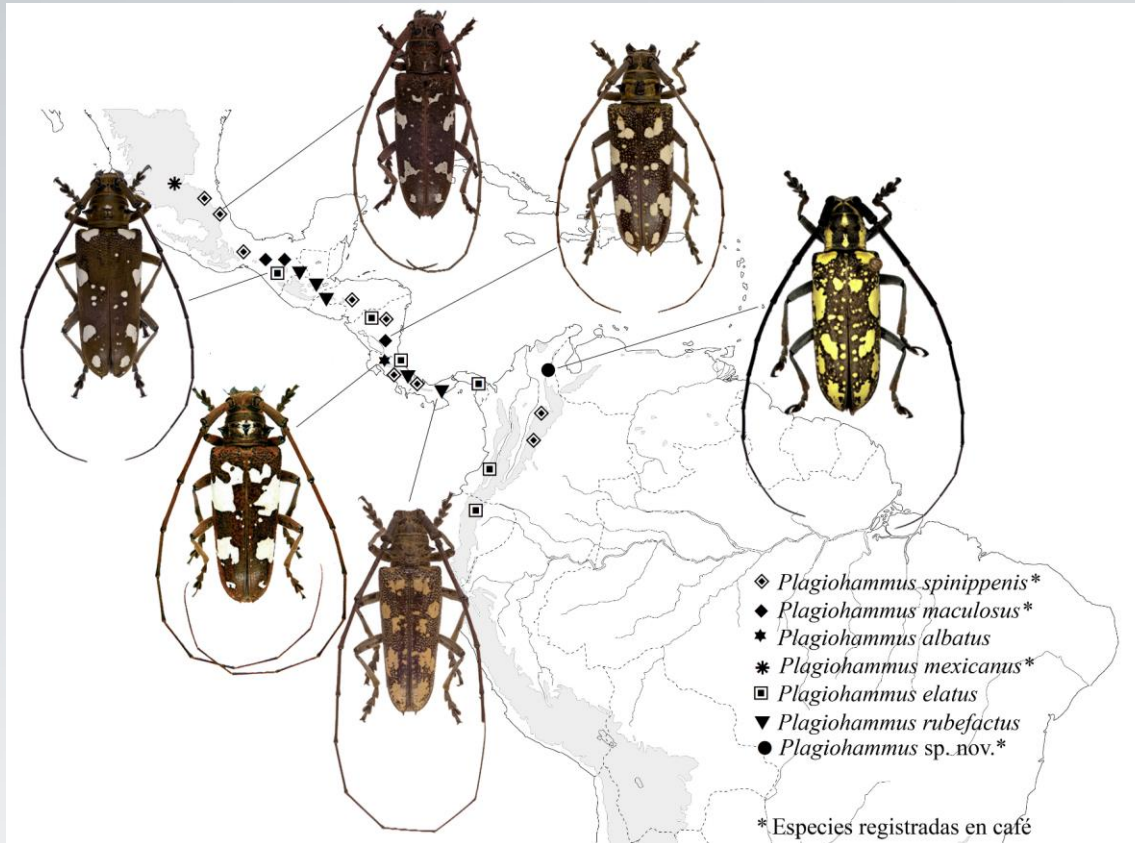 Plagiohammus spinippenis*
Plagiohammus maculosus*
Plagiohammus albatus
Plagiohammus mexicanus*
Plagiohammus elatus
Plagiohammus rubefactus
Plagiohammus sp. nov.*
* Especies registradas en café